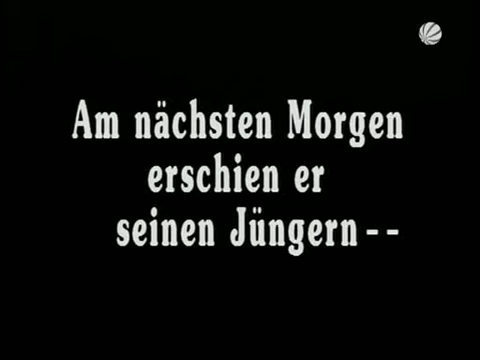 Am nächsten Morgen
erschien er
seinen Jüngern--